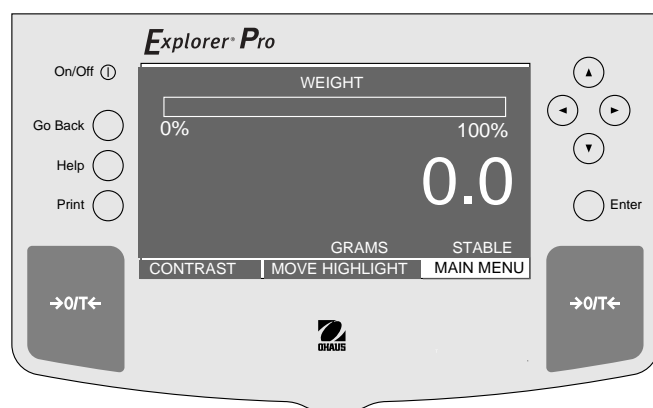 Explorer® Pro
On/Off
Go Back
Help
Print
WEIGHT
0% 100%
0.0
GRAMS STABLE
CONTRAST MOVE HIGHLIGHT MAIN MENU
Enter
→0/T← →0/T←
OHAUS